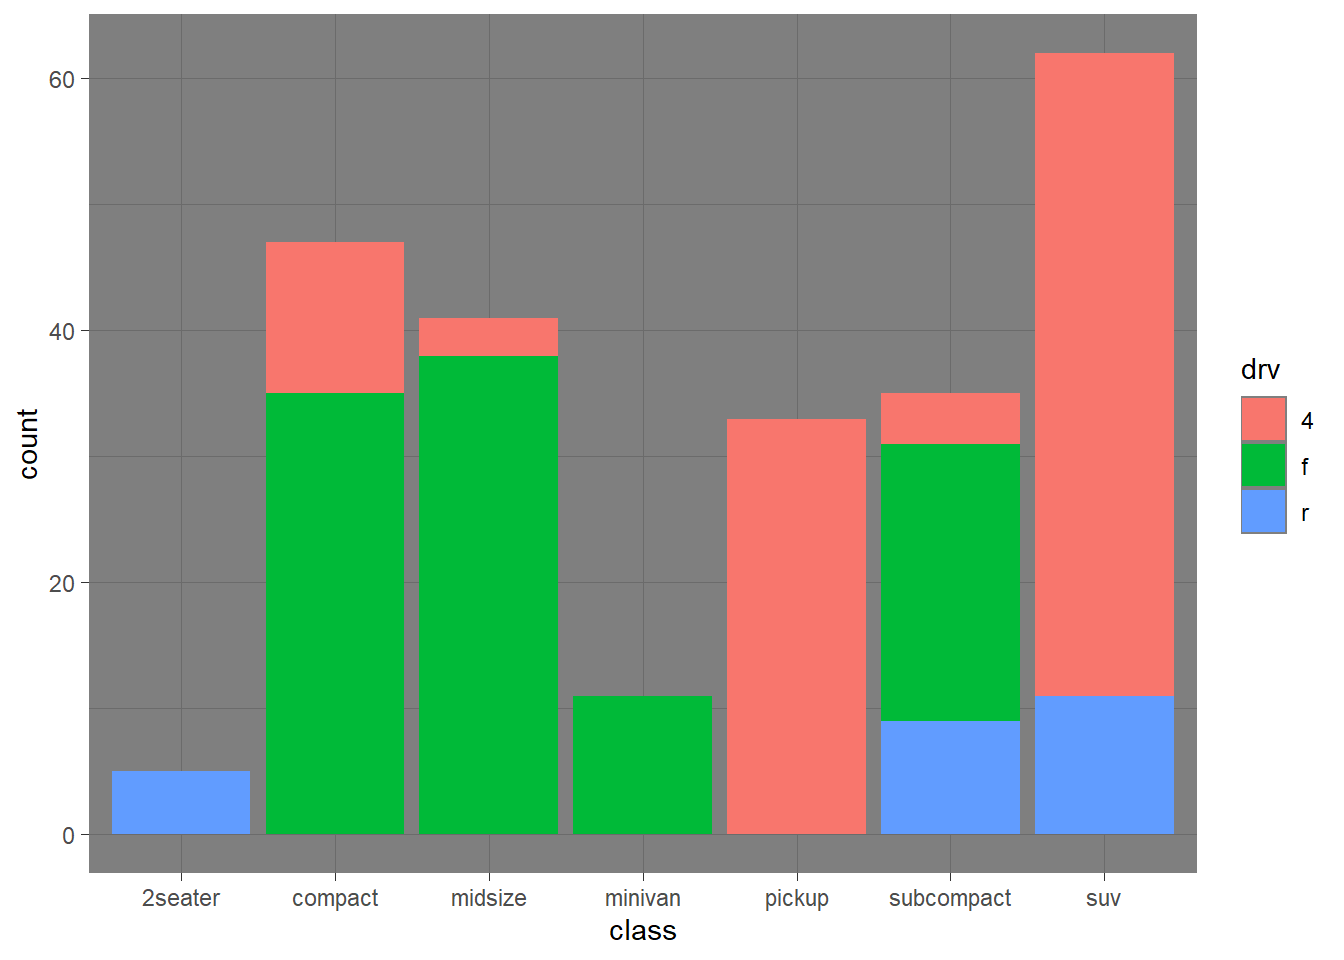 60
40
20
0
count
2seater compact midsize minivan pickup subcompact suv
class
drv
4
f
r